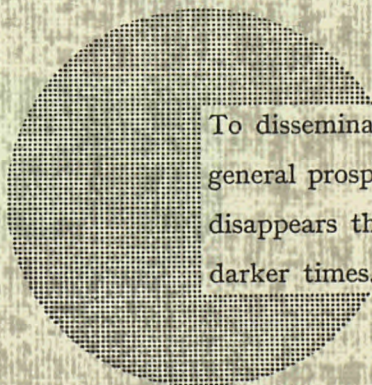 To dissemina
general prosp
disappears th
darker times.